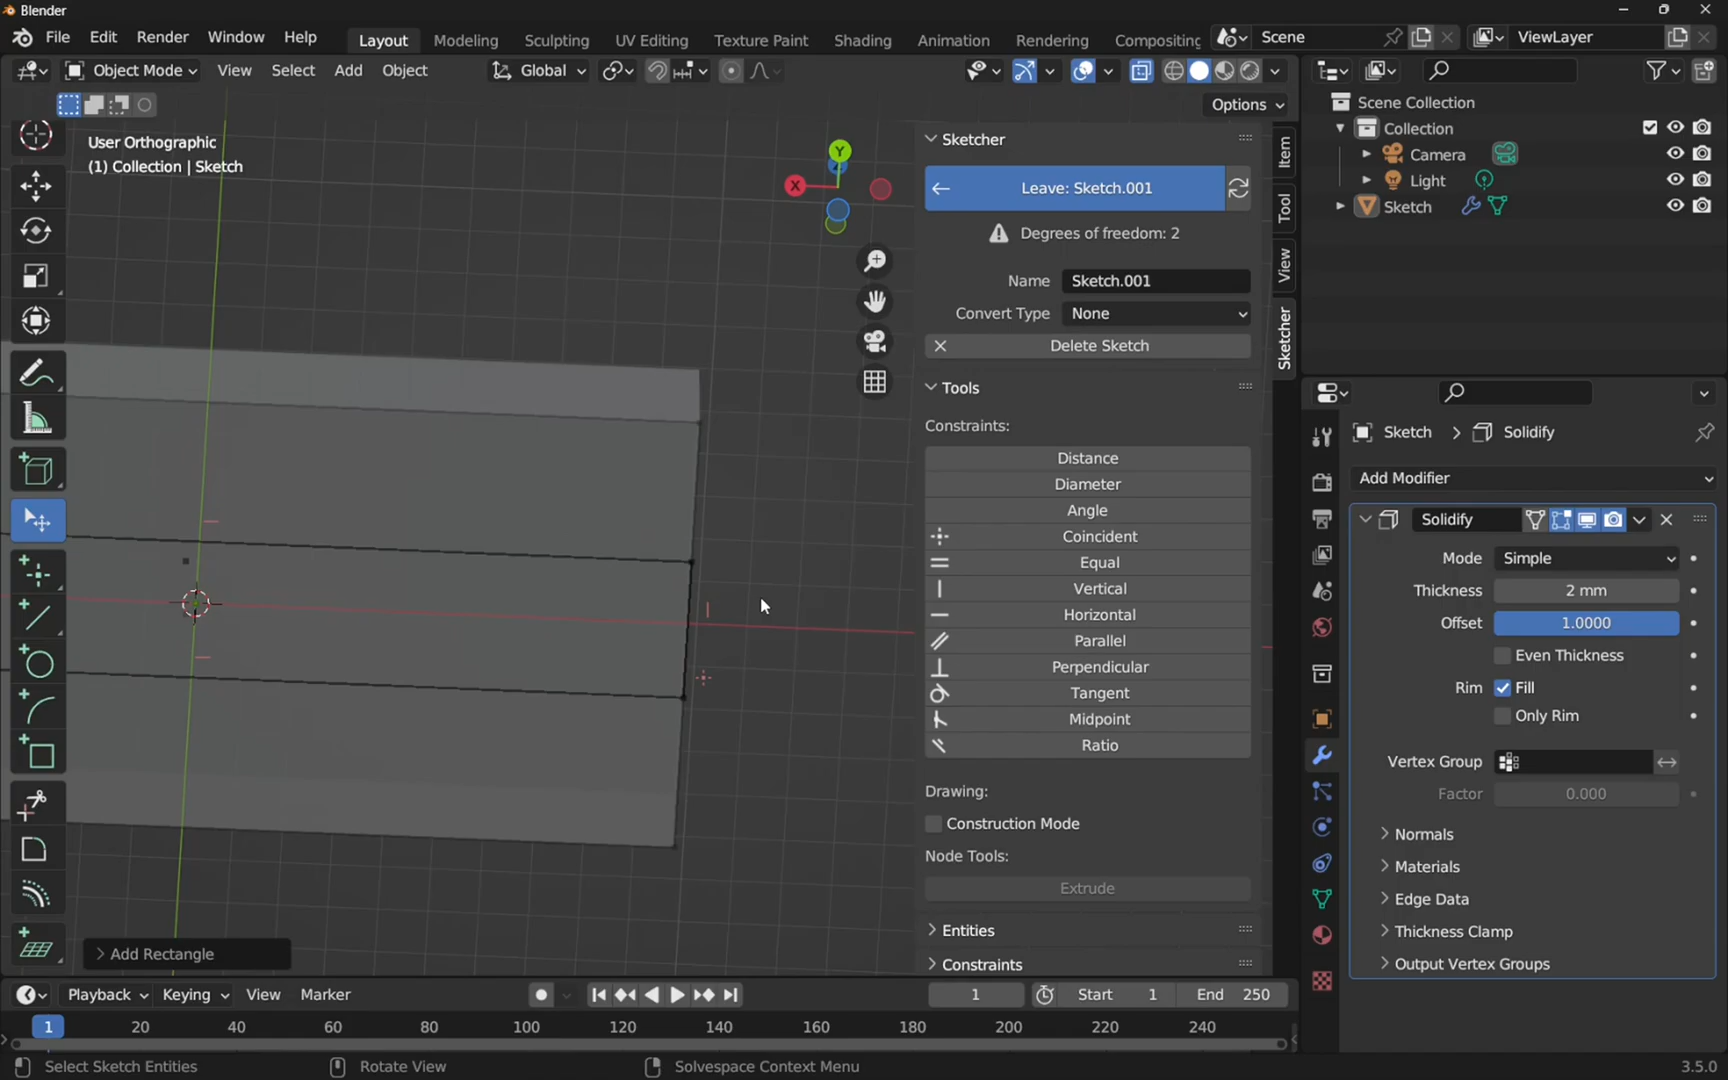 Blender
File Edit Render Window Help Layout Modeling Sculpting UV Editing Texture Paint Shading Animation Rendering Compositing Scene ViewLayer
Object Mode View Select Add Object Global
Options
User Orthographic
(1) Collection | Sketch
Y
X
Sketcher
Leave: Sketch.001
Degrees of freedom: 2
Name Sketch.001
Convert Type None
Delete Sketch
Tools
Constraints:
Distance
Diameter
Angle
Coincident
Equal
Vertical
Horizontal
Parallel
Perpendicular
Tangent
Midpoint
Ratio
Drawing:
Construction Mode
Node Tools:
Extrude
Entities
Constraints
Item
Tool
View
Sketcher
Scene Collection
Collection
Camera
Light
Sketch
Sketch > Solidify
Add Modifier
Solidify
Mode Simple
Thickness 2 mm
Offset 1.0000
Even Thickness
Rim Fill
Only Rim
Vertex Group
Factor 0.000
Normals
Materials
Edge Data
Thickness Clamp
Output Vertex Groups
Add Rectangle
Playback Keying View Marker 1 Start 1 End 250
1 20 40 60 80 100 120 140 160 180 200 220 240
Select Sketch Entities Rotate View Solvespace Context Menu 3.5.0